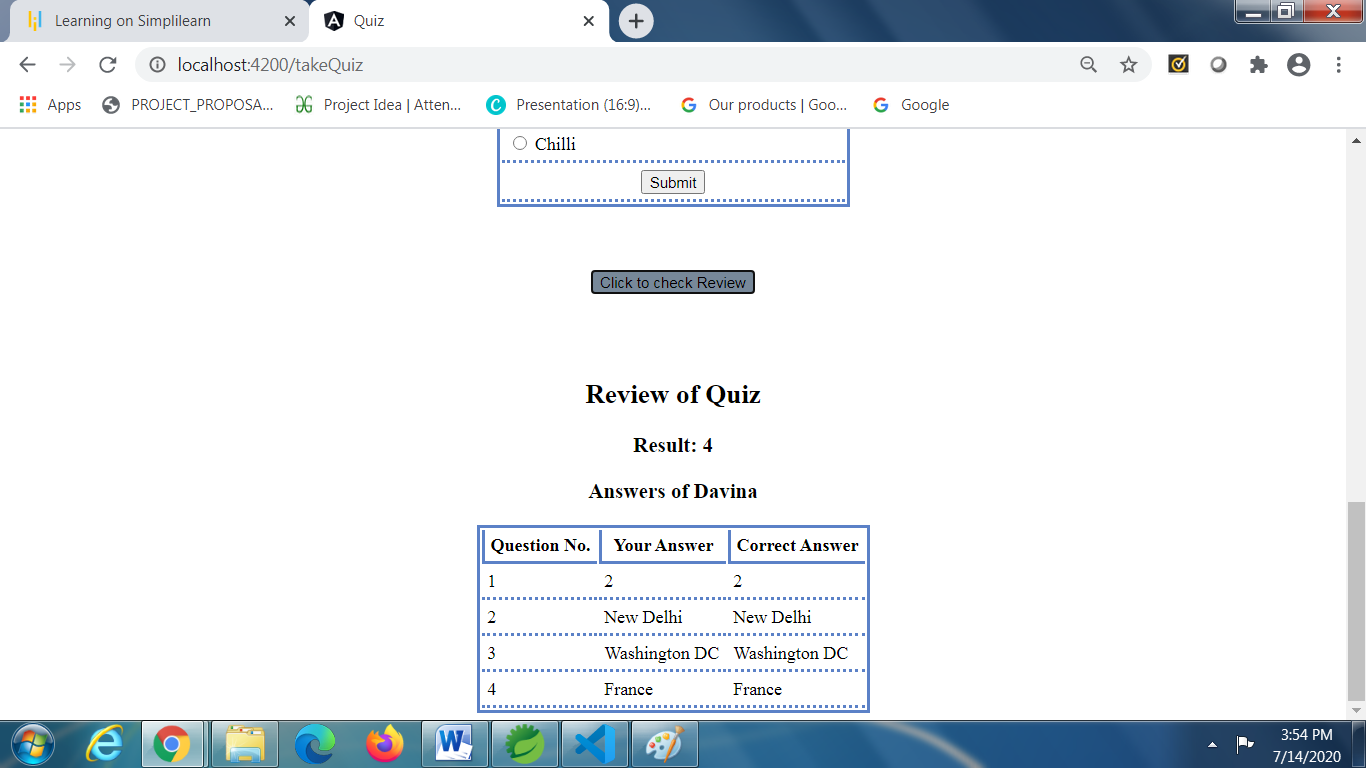 Learning on Simplilearn
Quiz
localhost:4200/takeQuiz
Apps PROJECT_PROPOSA... Project Idea | Atten... Presentation (16:9)... Our products | Goo... Google
Chilli
Submit
Click to check Review
Review of Quiz
Result: 4
Answers of Davina
Question No. Your Answer Correct Answer
1 2 2
2 New Delhi New Delhi
3 Washington DC Washington DC
4 France France
3:54 PM
7/14/2020